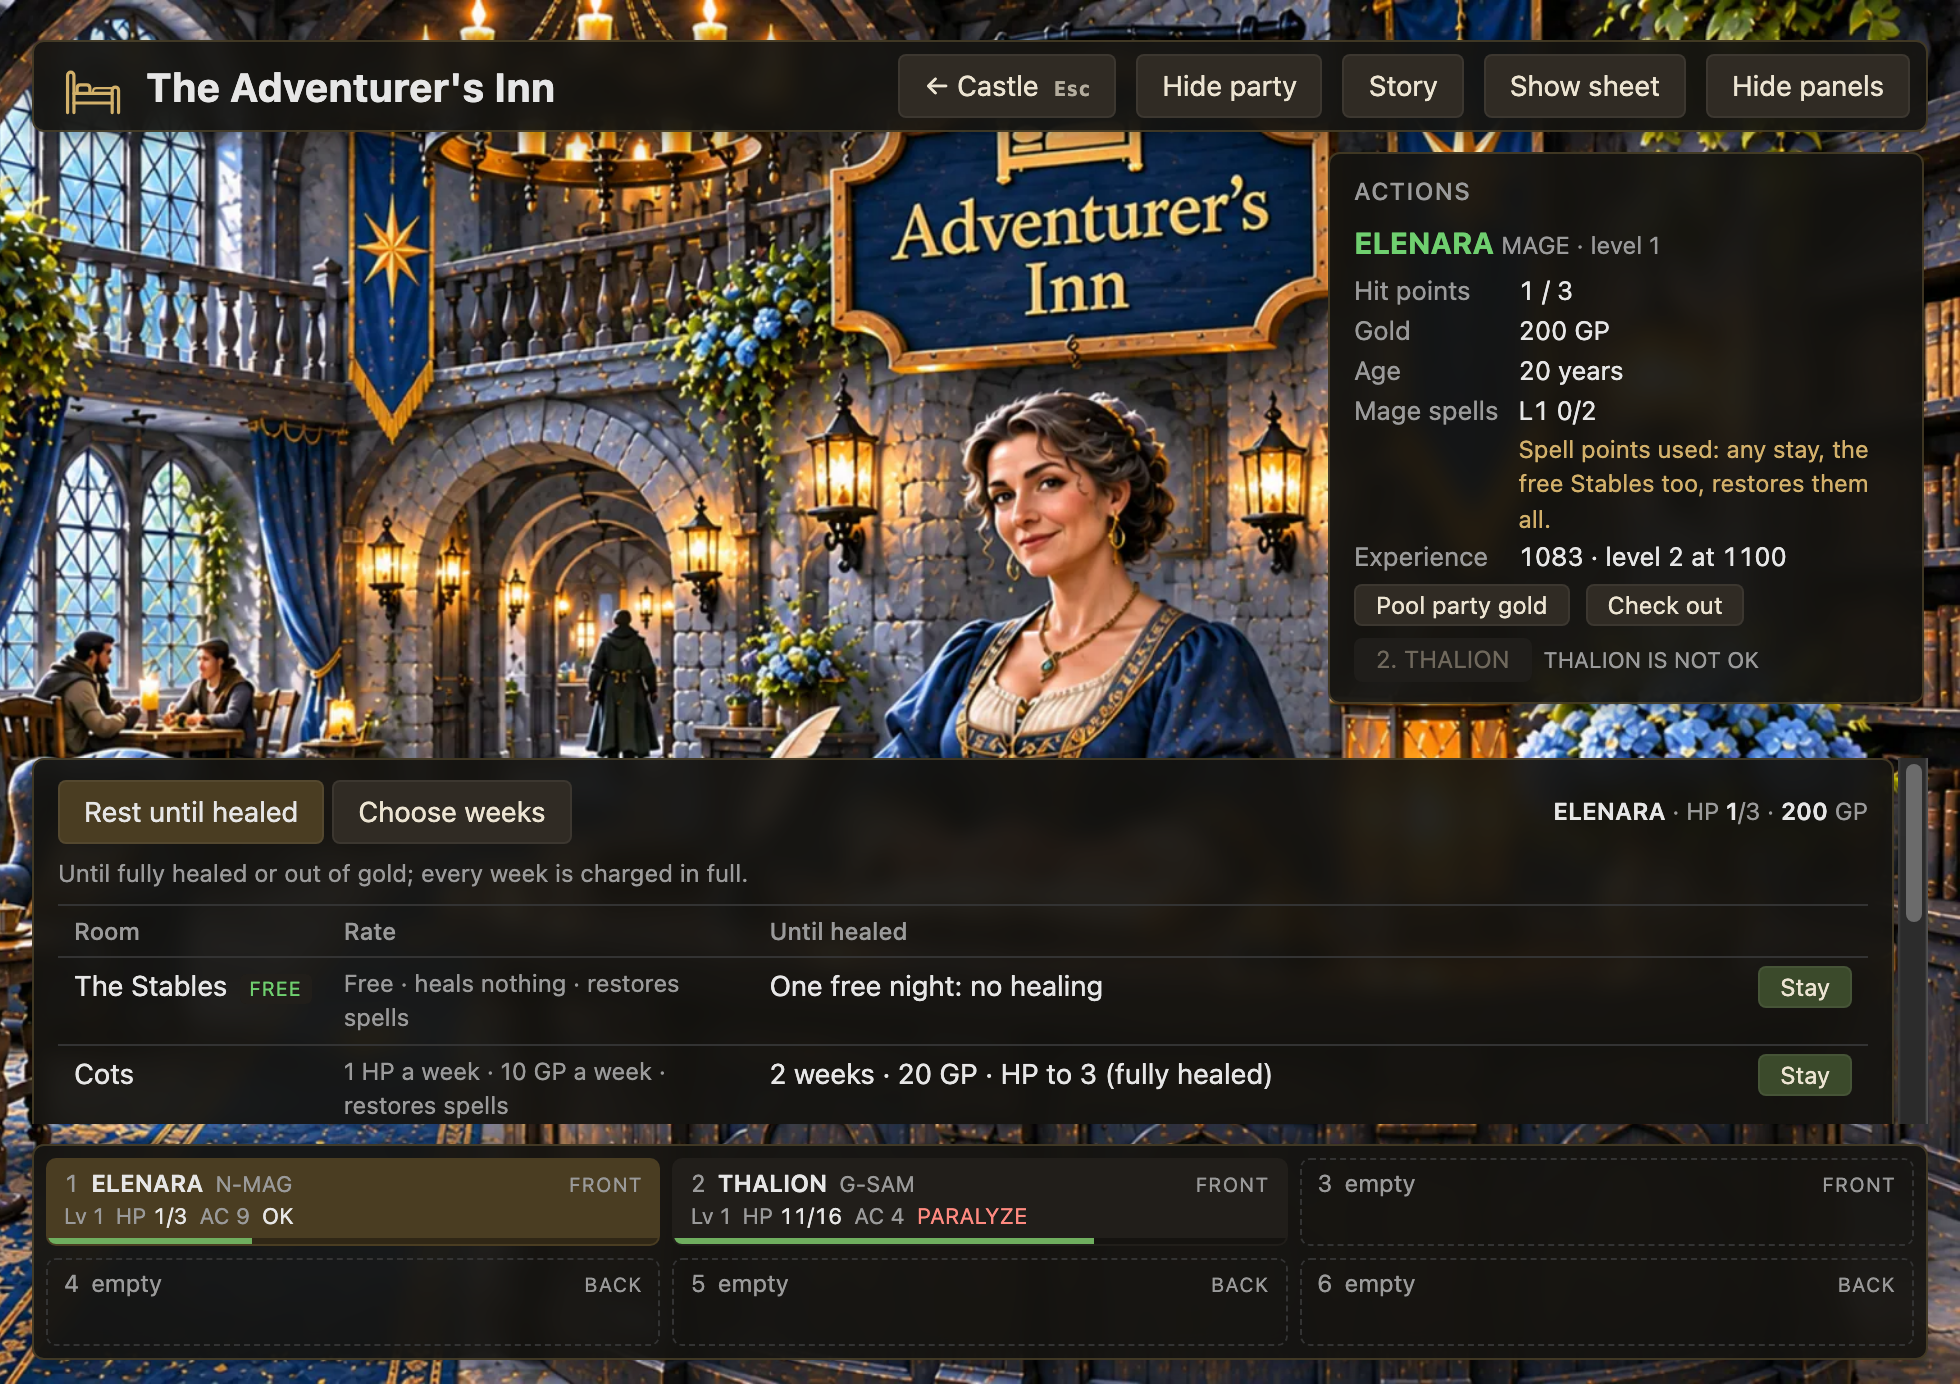 The Adventurer's Inn
← Castle Esc
Hide party
Story
Show sheet
Hide panels
Adventurer's
Inn
ACTIONS
ELENARA MAGE · level 1
Hit points 1 / 3
Gold 200 GP
Age 20 years
Mage spells L1 0/2
Spell points used: any stay, the
free Stables too, restores them
all.
Experience 1083 · level 2 at 1100
Pool party gold
Check out
2. THALION THALION IS NOT OK
Rest until healed
Choose weeks
ELENARA · HP 1/3 · 200 GP
Until fully healed or out of gold; every week is charged in full.
Room Rate Until healed
The Stables FREE Free · heals nothing · restores
spells
One free night: no healing
Stay
Cots 1 HP a week · 10 GP a week ·
restores spells
2 weeks · 20 GP · HP to 3 (fully healed)
Stay
1 ELENARA N-MAG FRONT
Lv 1 HP 1/3 AC 9 OK
2 THALION G-SAM FRONT
Lv 1 HP 11/16 AC 4 PARALYZE
3 empty FRONT
4 empty BACK
5 empty BACK
6 empty BACK